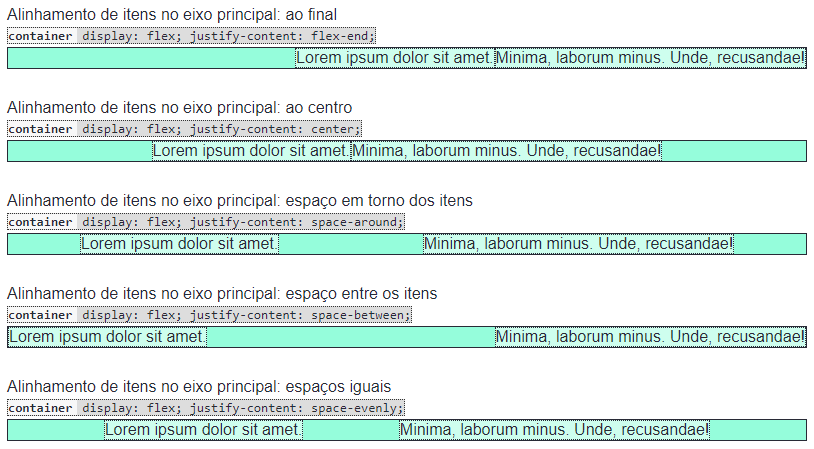 Alinhamento de itens no eixo principal: ao final
container display: flex; justify-content: flex-end;
Lorem ipsum dolor sit amet. Minima, laborum minus. Unde, recusandae!
Alinhamento de itens no eixo principal: ao centro
container display: flex; justify-content: center;
Lorem ipsum dolor sit amet. Minima, laborum minus. Unde, recusandae!
Alinhamento de itens no eixo principal: espaço em torno dos itens
container display: flex; justify-content: space-around;
Lorem ipsum dolor sit amet. Minima, laborum minus. Unde, recusandae!
Alinhamento de itens no eixo principal: espaço entre os itens
container display: flex; justify-content: space-between;
Lorem ipsum dolor sit amet. Minima, laborum minus. Unde, recusandae!
Alinhamento de itens no eixo principal: espaços iguais
container display: flex; justify-content: space-evenly;
Lorem ipsum dolor sit amet. Minima, laborum minus. Unde, recusandae!